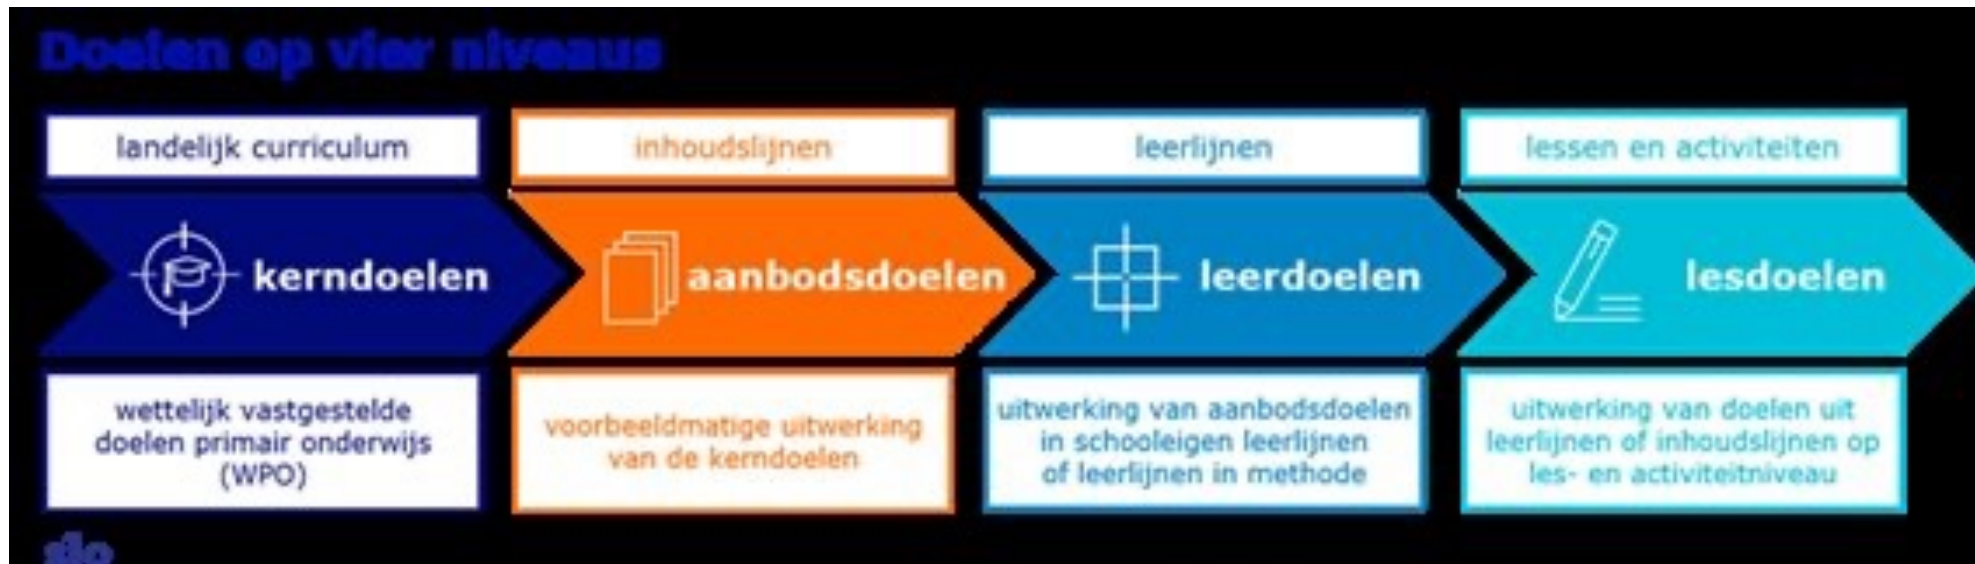 Doelen op vier niveaus
landelijk curriculum
inhoudslijnen
leerlijnen
lessen en activiteiten
kerndoelen
aanbodsdoelen
leerdoelen
lesdoelen
wettelijk vastgestelde
doelen primair onderwijs
(WPO)
voorbeeldmatige uitwerking
van de kerndoelen
uitwerking van aanbodsdoelen
in schooleigen leerlijnen
of leerlijnen in methode
uitwerking van doelen uit
leerlijnen of inhoudslijnen op
les- en activiteitniveau
slo